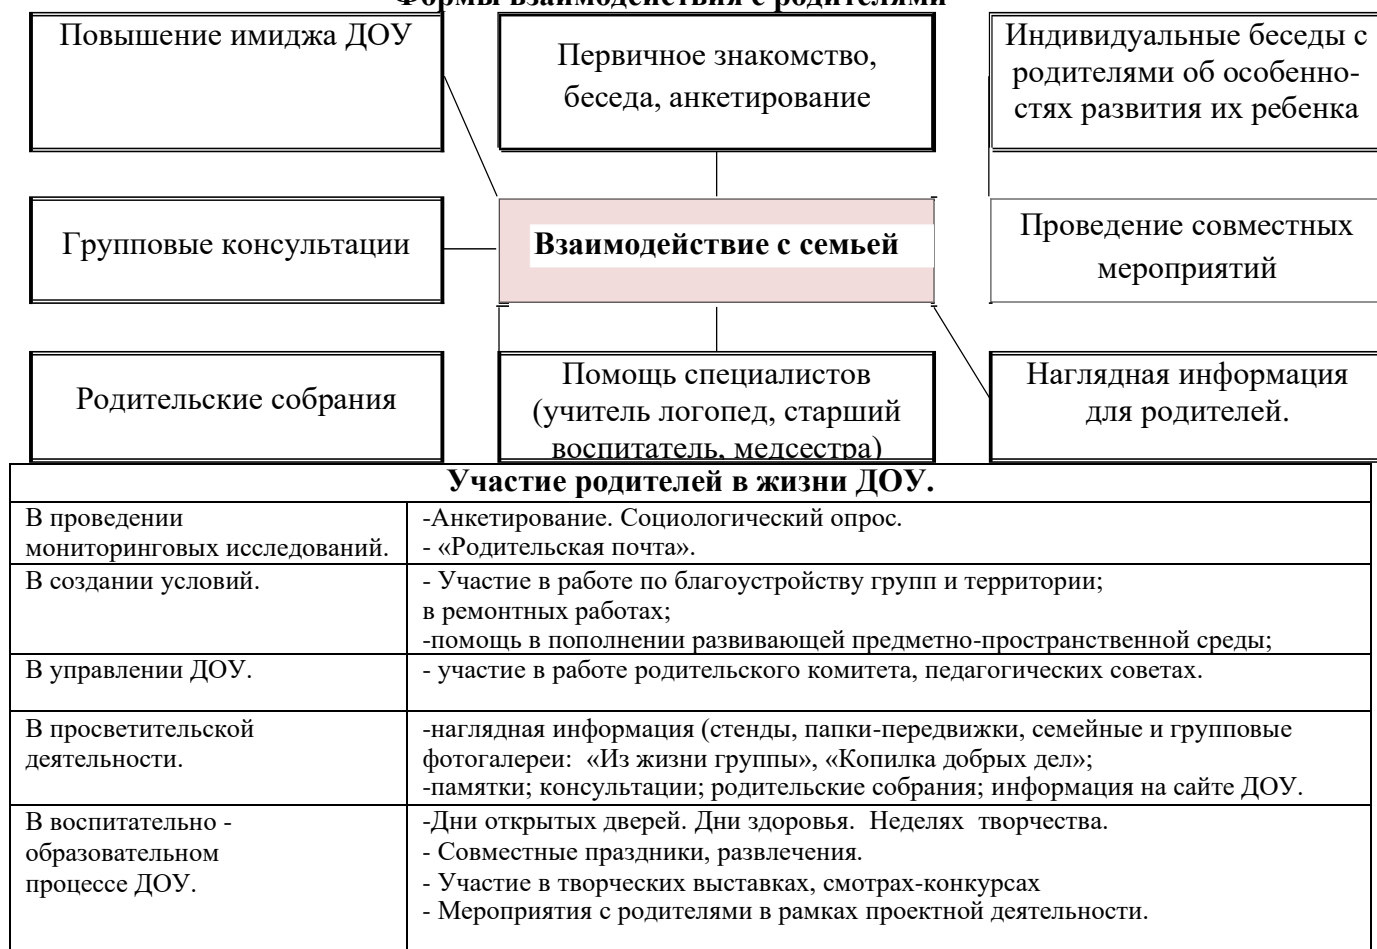 Формы взаимодействия с родителями
Повышение имиджа ДОУ
Первичное знакомство,
беседа, анкетирование
Индивидуальные беседы с
родителями об особенно-
стях развития их ребенка
Групповые консультации
Взаимодействие с семьей
Проведение совместных
мероприятий
Родительские собрания
Помощь специалистов
(учитель логопед, старший
воспитатель, медсестра)
Наглядная информация
для родителей.
Участие родителей в жизни ДОУ.
В проведении
мониторинговых исследований.
-Анкетирование. Социологический опрос.
- «Родительская почта».
В создании условий.
- Участие в работе по благоустройству групп и территории;
в ремонтных работах;
-помощь в пополнении развивающей предметно-пространственной среды;
В управлении ДОУ.
- участие в работе родительского комитета, педагогических советах.
В просветительской
деятельности.
-наглядная информация (стенды, папки-передвижки, семейные и групповые
фотогалереи:  «Из жизни группы», «Копилка добрых дел»;
-памятки; консультации; родительские собрания; информация на сайте ДОУ.
В воспитательно -
образовательном
процессе ДОУ.
-Дни открытых дверей. Дни здоровья.  Неделях  творчества.
- Совместные праздники, развлечения.
- Участие в творческих выставках, смотрах-конкурсах
- Мероприятия с родителями в рамках проектной деятельности.